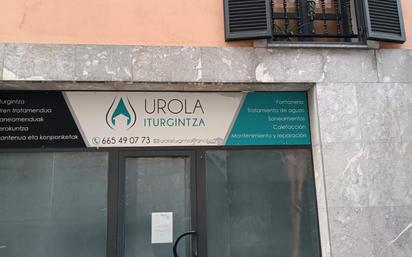 iturgintza
Uren tratamendua
Saneamenduak
Berokuntza
Mantenua eta konponketak
UROLA
ITURGINTZA
665 49 07 73
Fontanería
Tratamiento de aguas
Saneamientos
Calefacción
Mantenimiento y reparación